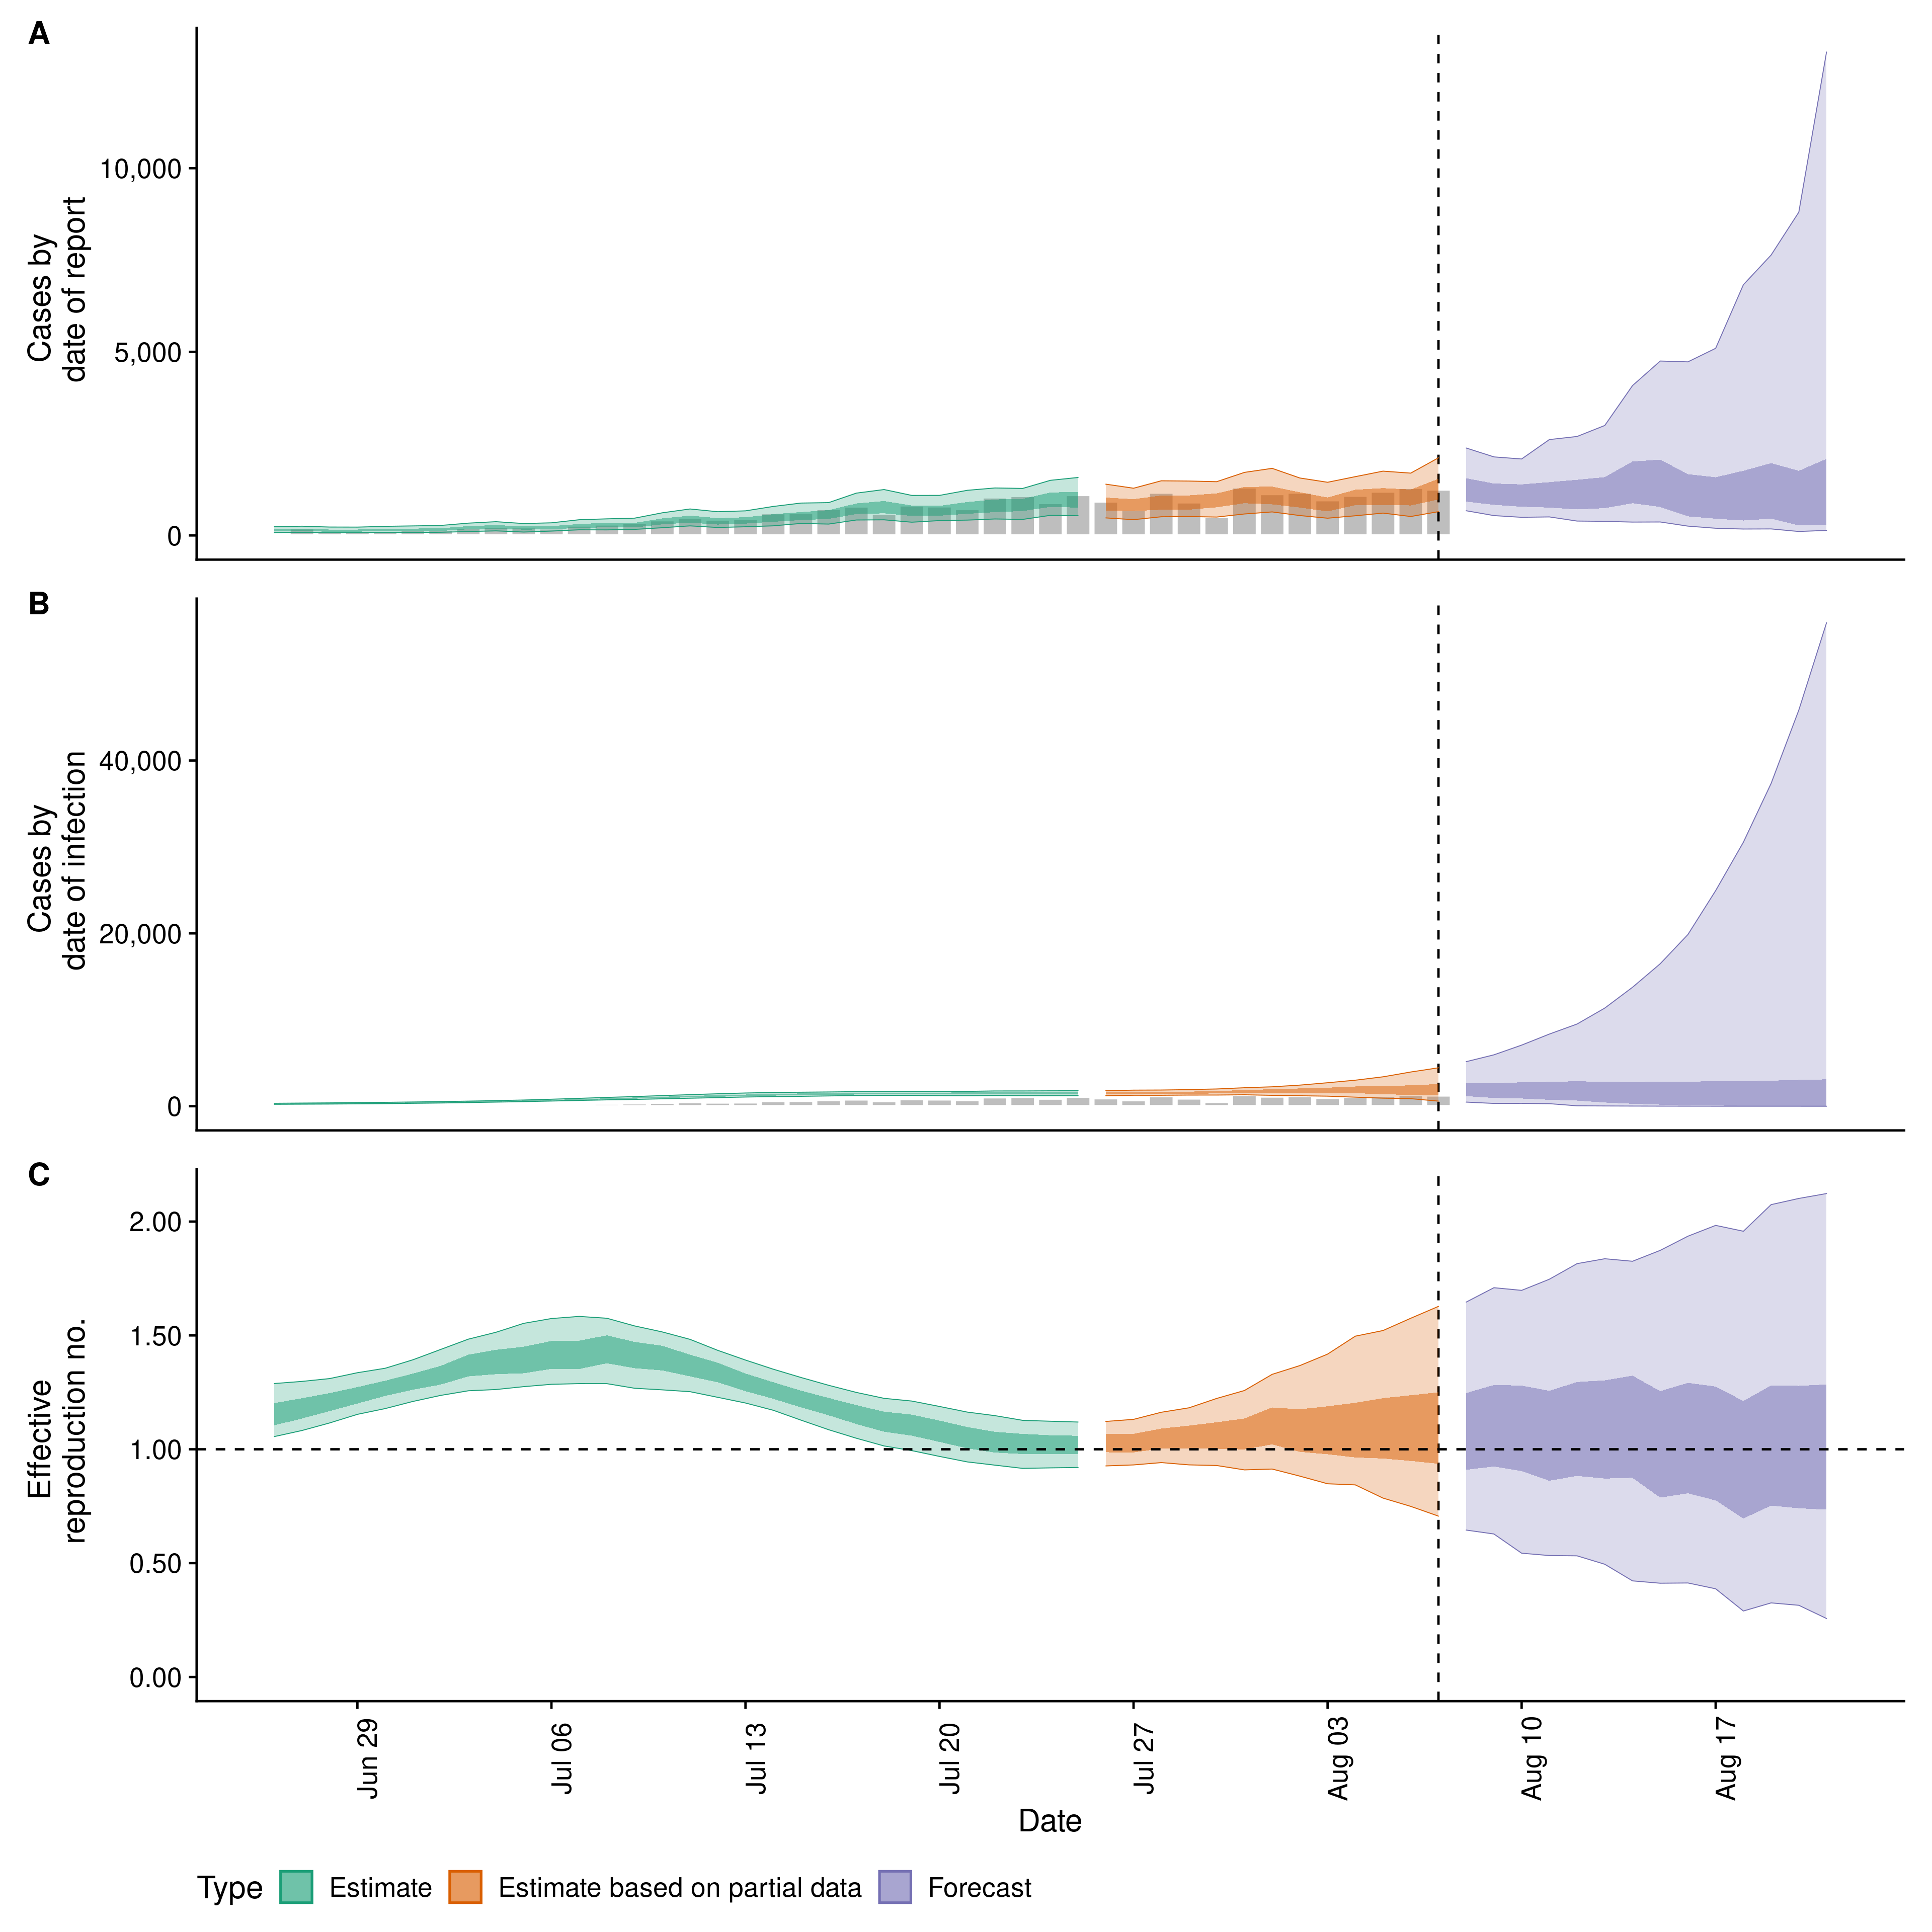 A
Cases by
date of report
10,000
5,000
0
B
Cases by
date of infection
40,000
20,000
0
C
Effective
reproduction no.
2.00
1.50
1.00
0.50
0.00
Jun 29
Jul 06
Jul 13
Jul 20
Jul 27
Aug 03
Aug 10
Aug 17
Date
Type Estimate Estimate based on partial data Forecast